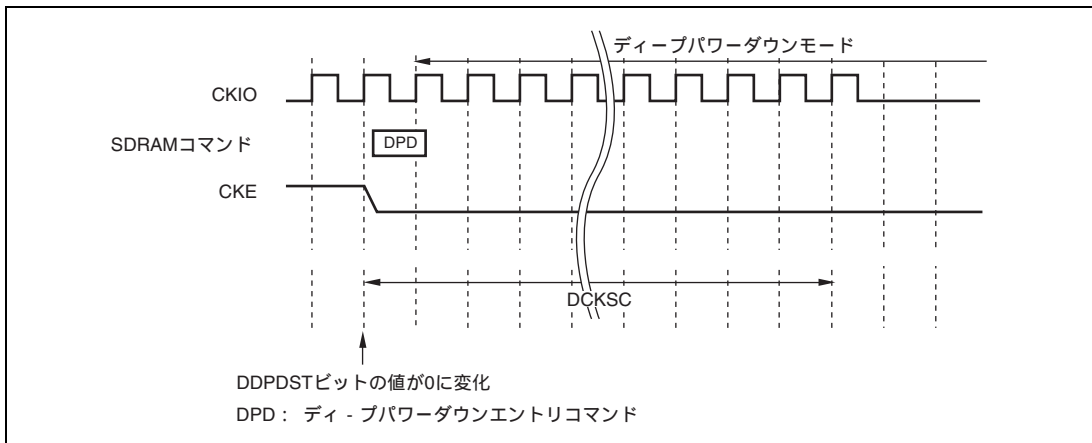 ディープパワーダウンモード
CKIO
SDRAMコマンド
DPD
CKE
DCKSC
DDPDSTビットの値が0に変化
DPD： ディ - プパワーダウンエントリコマンド